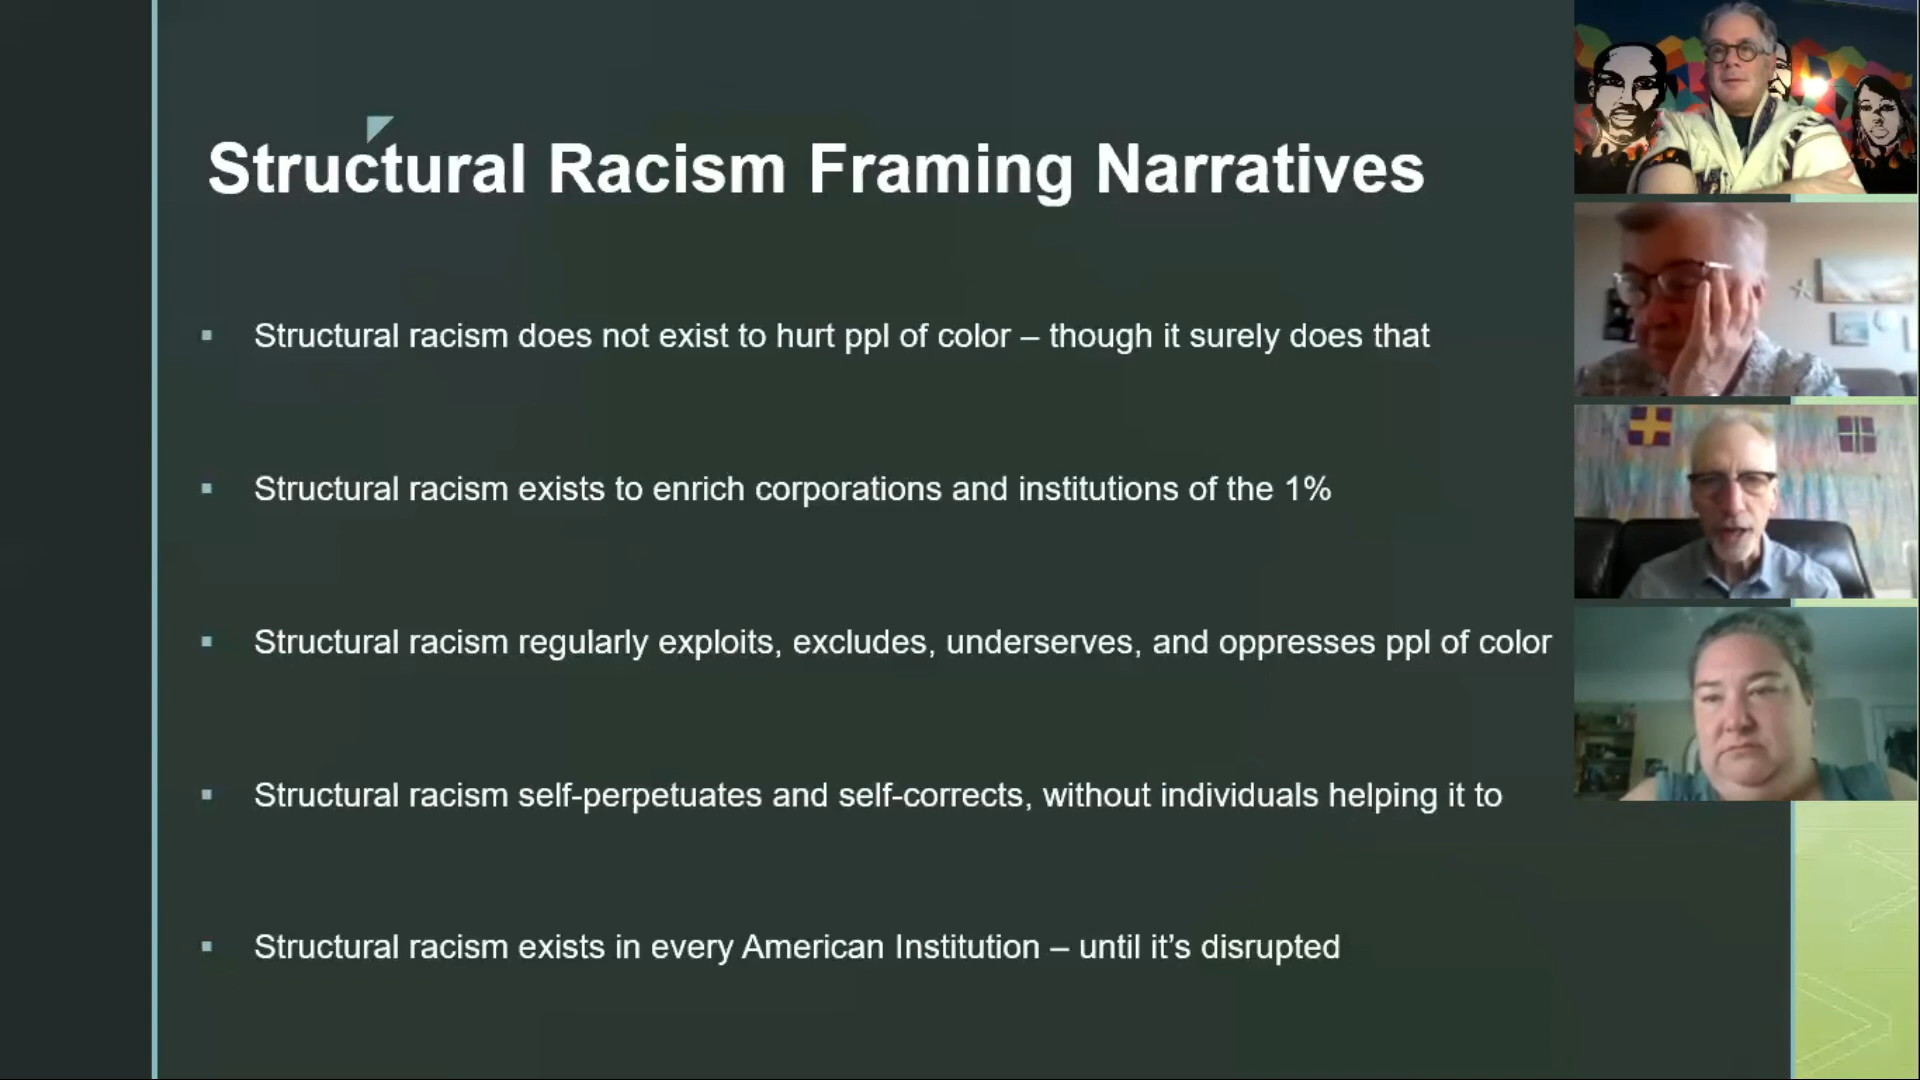 Structural Racism Framing Narratives
Structural racism does not exist to hurt ppl of color – though it surely does that
Structural racism exists to enrich corporations and institutions of the 1%
Structural racism regularly exploits, excludes, underserves, and oppresses ppl of color
Structural racism self-perpetuates and self-corrects, without individuals helping it to
Structural racism exists in every American Institution – until it’s disrupted